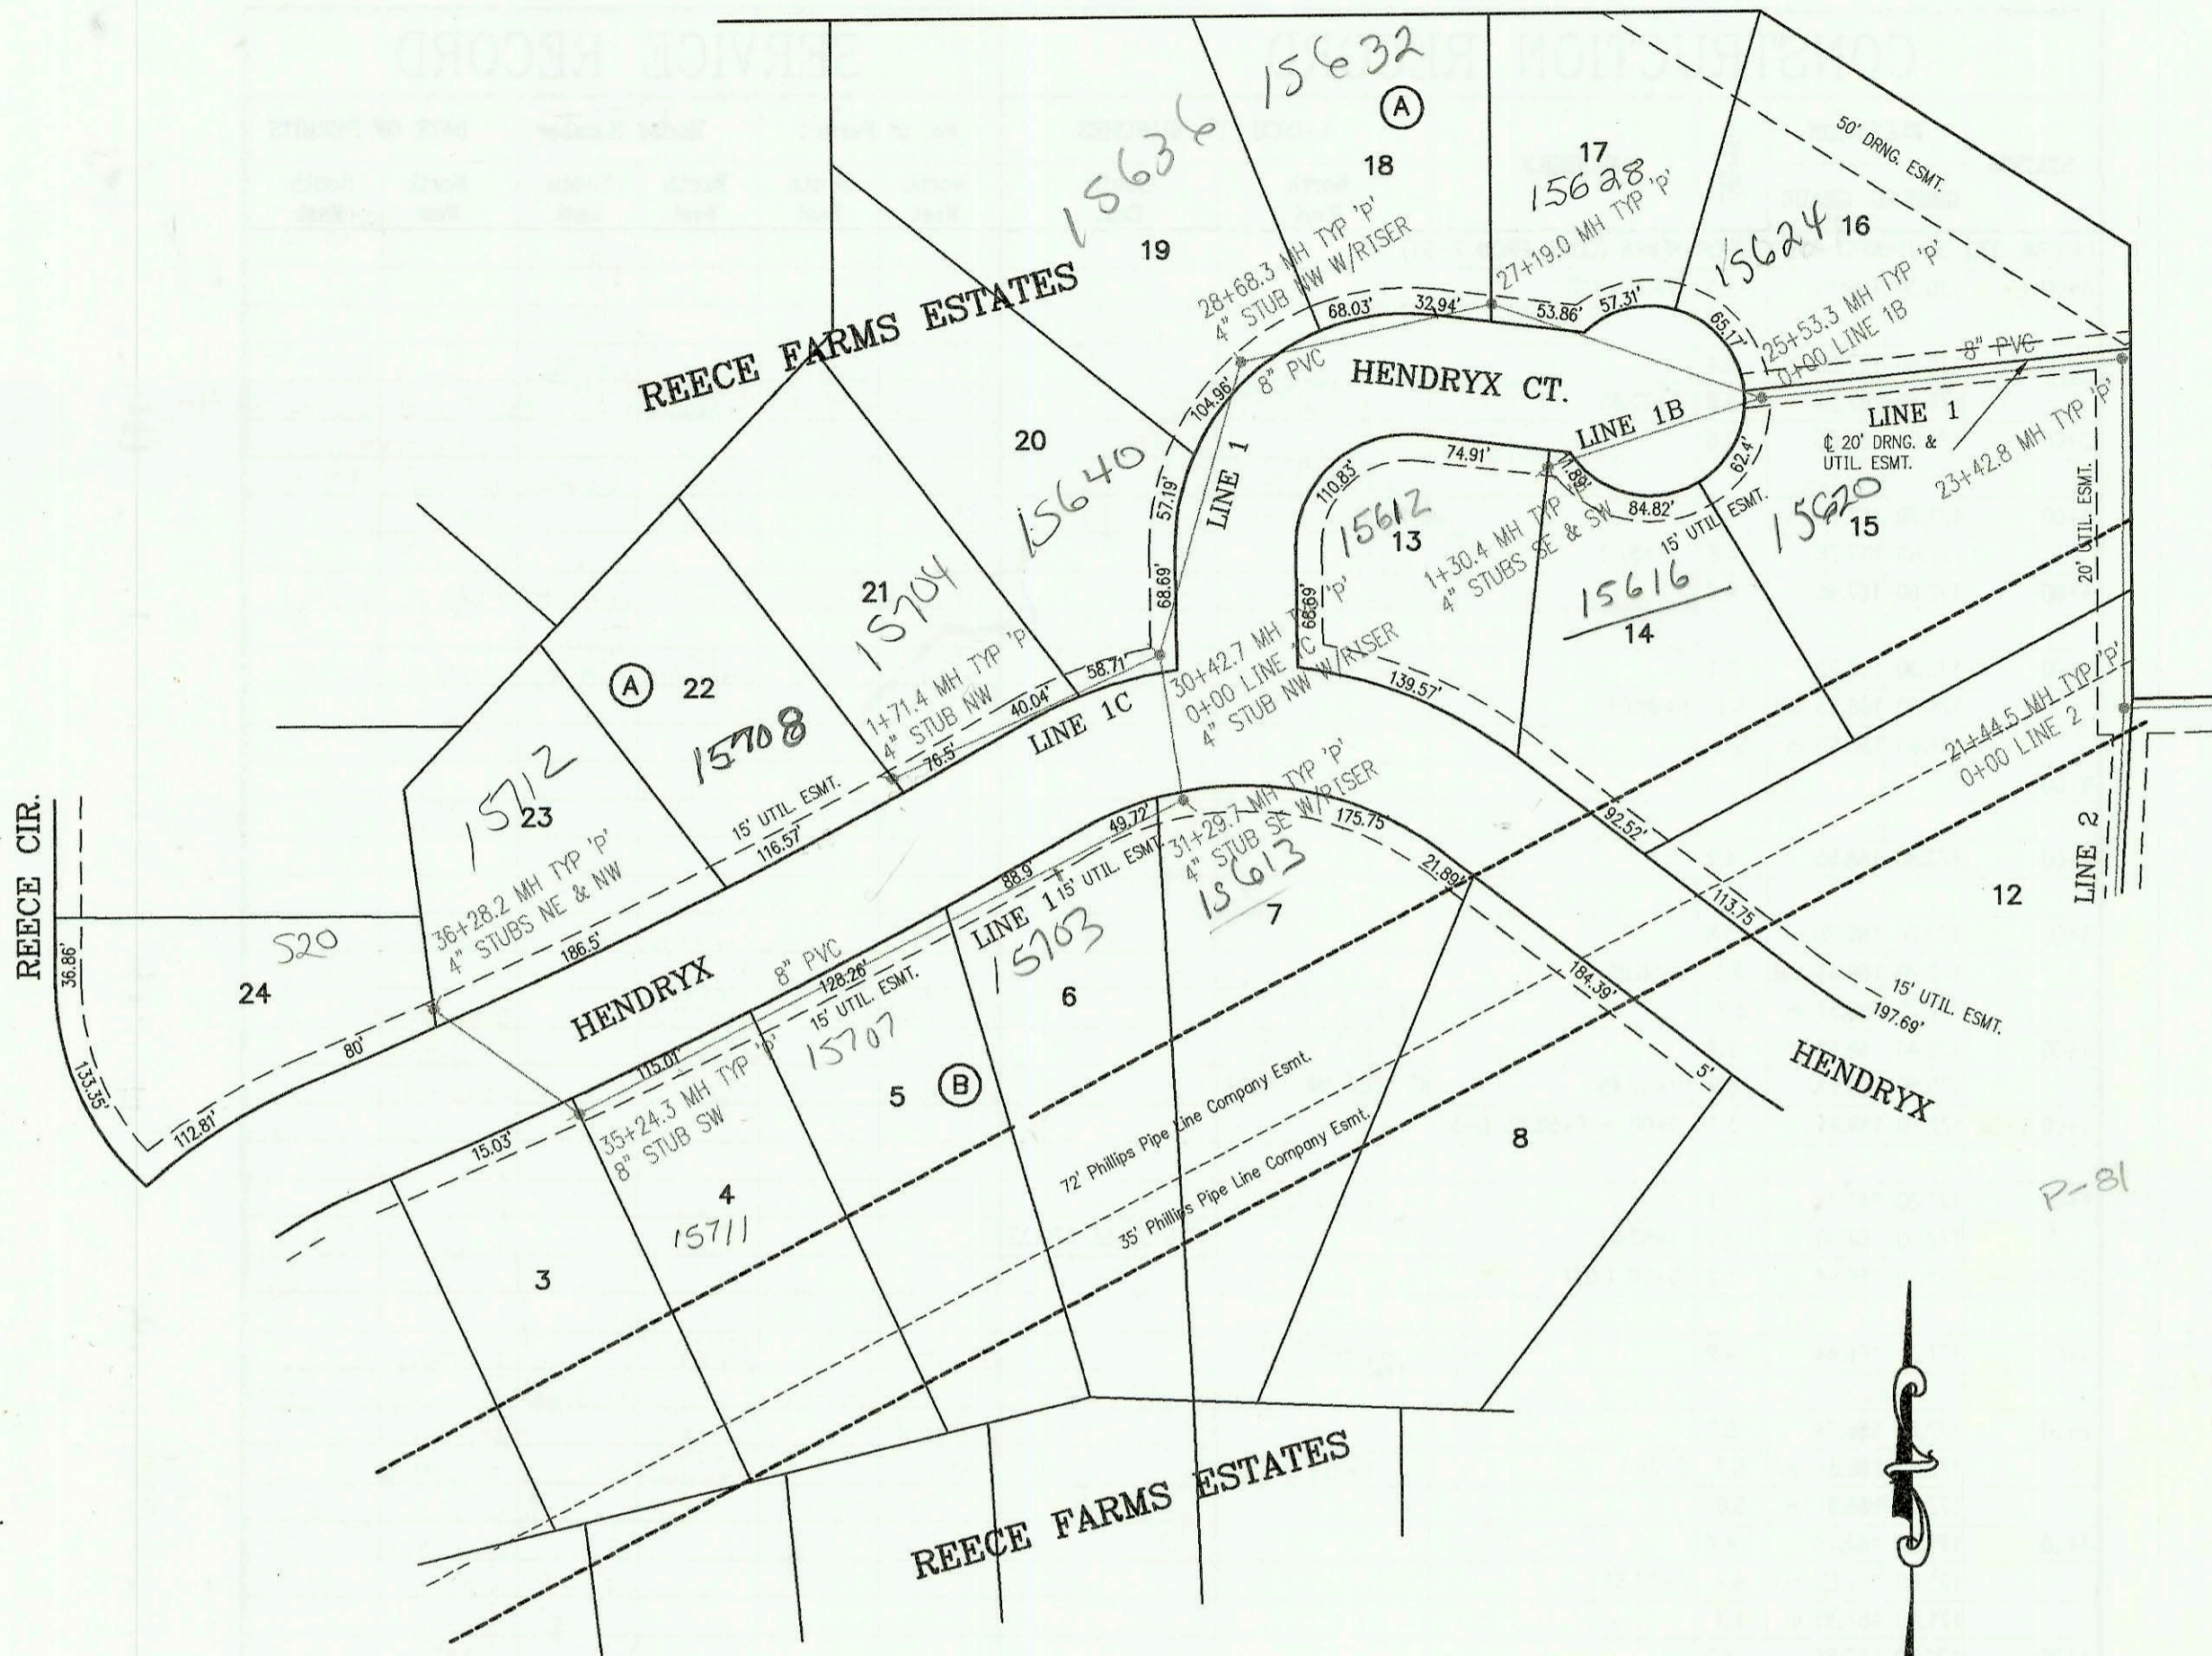 15632
A
18
15636
19
17
15628
50' DRNG. ESMT.
16
15624
REECE FARMS ESTATES
28+68.3 MH TYP 'P'
4" STUB NW W/RISER
27+19.0 MH TYP 'P'
25+53.3 MH TYP 'P'
0+00 LINE 1B
68.03'
32.94'
53.86'
57.31'
65.17'
8" PVC
8" PVC
HENDRYX CT.
104.96'
LINE 1B
LINE 1
₵ 20' DRNG. &
UTIL. ESMT.
23+42.8 MH TYP 'P'
20
15640
LINE 1
57.19'
68.69'
110.83'
74.91'
1.89'
62.4'
84.82'
15' UTIL. ESMT.
15612
13
68.69'
1+30.4 MH TYP
4" STUBS SE & SW
15616
14
15620
15
20' UTIL. ESMT.
21
15704
1+71.4 MH TYP 'P'
4" STUB NW
58.71'
40.04'
76.5'
LINE 1C
30+42.7 MH 'P'
0+00 LINE 1C
4" STUB NW W/RISER
139.57'
A
22
15708
15' UTIL. ESMT.
116.57'
21+44.5 MH TYP 'P'
0+00 LINE 2
15712
23
36+28.2 MH TYP 'P'
4" STUBS NE & NW
186.5'
31+29.7 MH TYP 'P'
4" STUB SE W/RISER
15613
7
49.72'
175.75'
21.89'
92.52'
113.75
LINE 2
12
REECE CIR.
36.86'
520
24
133.35'
112.81'
80'
HENDRYX
8" PVC
88.9'
LINE 1
15' UTIL. ESMT.
15703
6
128.26'
15' UTIL. ESMT.
15707
5
B
115.01'
35+24.3 MH TYP 'P'
8" STUB SW
15.03'
4
15711
3
184.39'
5'
15' UTIL. ESMT.
197.69'
HENDRYX
72' Phillips Pipe Line Company Esmt.
35' Phillips Pipe Line Company Esmt.
8
P-81
REECE FARMS ESTATES